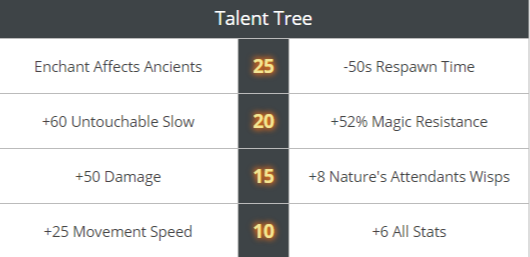 Talent Tree
Enchant Affects Ancients 25 -50s Respawn Time
+60 Untouchable Slow 20 +52% Magic Resistance
+50 Damage 15 +8 Nature's Attendants Wisps
+25 Movement Speed 10 +6 All Stats